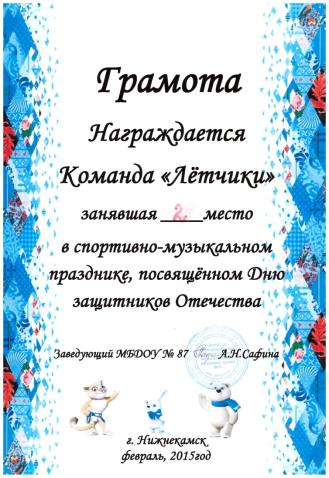 Грамота
Награждается
Команда «Лётчики»
занявшая 2 место
в спортивно-музыкальном
празднике, посвящённом Дню
защитников Отечества
Заведующий МБДОУ № 87 А.Н.Сафина
г. Нижнекамск
февраль, 2015год